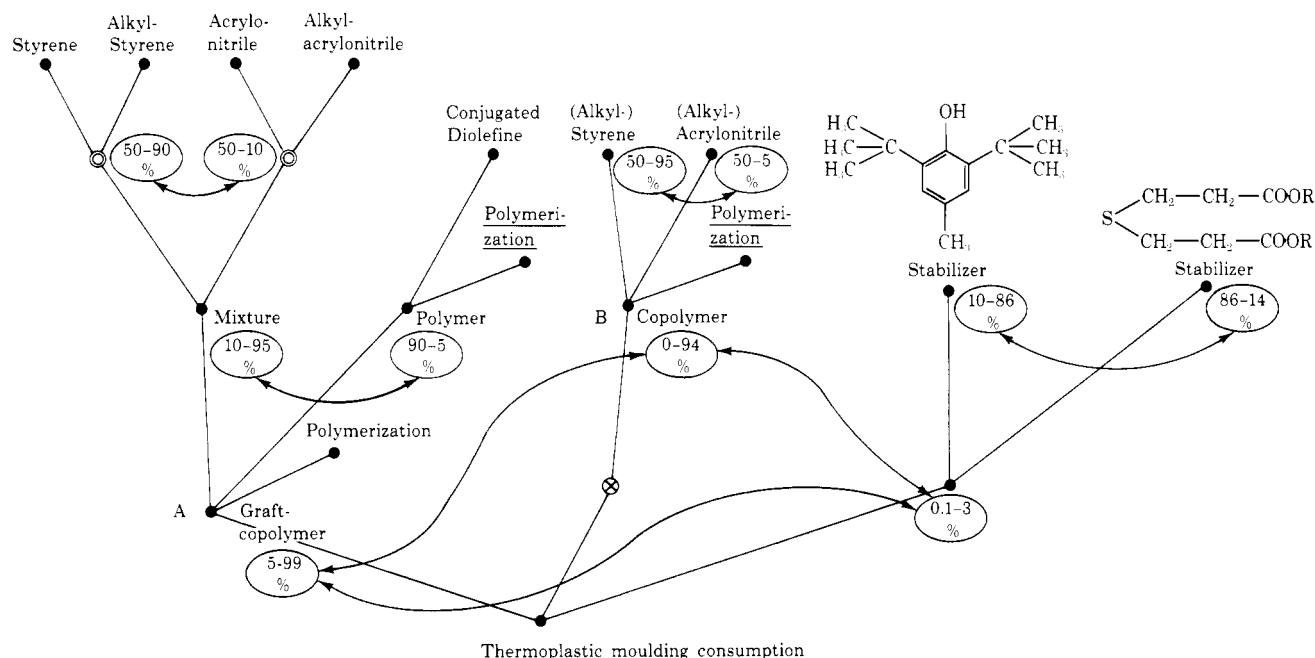 Styrene
Alkyl-
Styrene
Acrylo-
nitrile
Alkyl-
acrylonitrile
50-90
%
50-10
%
Conjugated
Diolefine
(Alkyl-)
Styrene
(Alkyl-)
Acrylonitrile
50-95
%
50-5
%
Polymeri-
zation
Polymeri-
zation
OH
H₃C
H₃C
H₃C
C
C
CH₃
CH₃
CH₃
CH₃
S
CH₂—CH₂—COOR
CH₂—CH₂—COOR
Stabilizer
Stabilizer
10-86
%
86-14
%
Mixture
10-95
%
Polymer
90-5
%
B
Copolymer
0-94
%
Polymerization
A
Graft-
copolymer
5-99
%
0.1-3
%
Thermoplastic moulding consumption